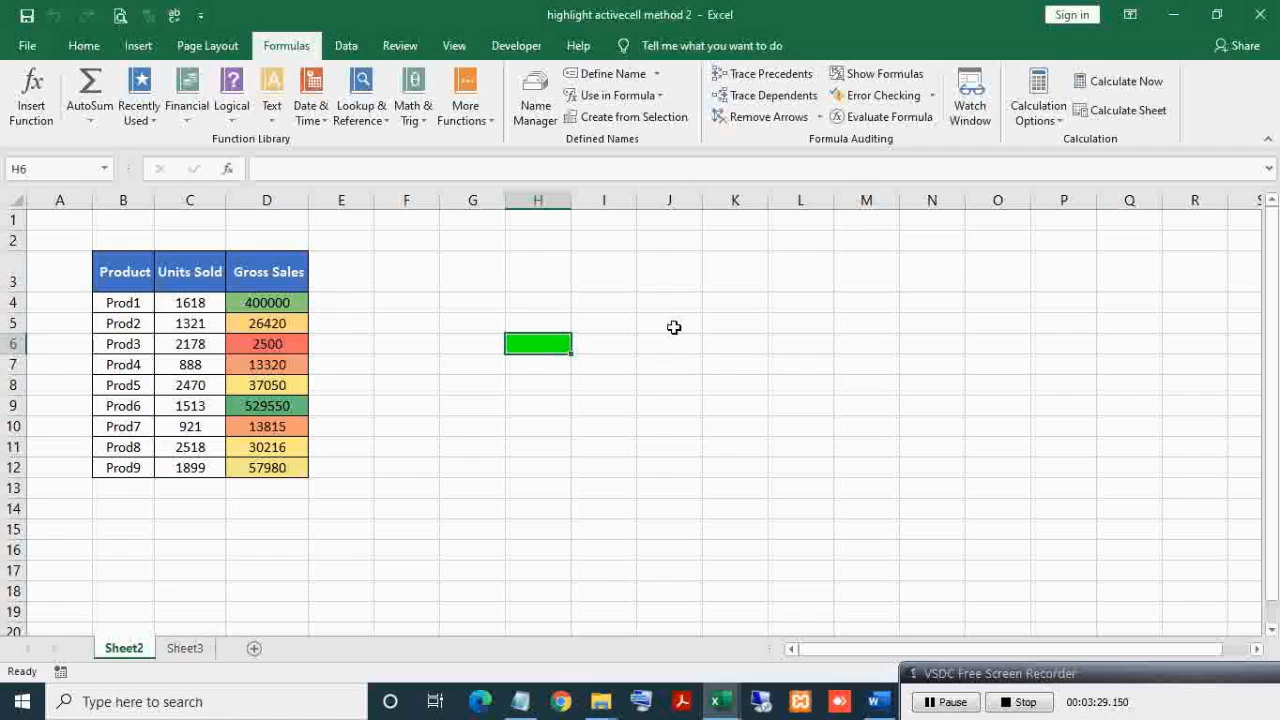 highlight activecell method 2 - Excel
Sign in
File Home Insert Page Layout Formulas Data Review View Developer Help Tell me what you want to do Share
Insert Function
AutoSum
Recently Used
Financial
Logical
Text
Date & Time
Lookup & Reference
Math & Trig
More Functions
Function Library
Name Manager
Define Name
Use in Formula
Create from Selection
Defined Names
Trace Precedents
Trace Dependents
Remove Arrows
Show Formulas
Error Checking
Evaluate Formula
Formula Auditing
Watch Window
Calculation Options
Calculate Now
Calculate Sheet
Calculation
H6
fx
A B C D E F G H I J K L M N O P Q R S
1
2
3 Product Units Sold Gross Sales
4 Prod1 1618 400000
5 Prod2 1321 26420
6 Prod3 2178 2500
7 Prod4 888 13320
8 Prod5 2470 37050
9 Prod6 1513 529550
10 Prod7 921 13815
11 Prod8 2518 30216
12 Prod9 1899 57980
13
14
15
16
17
18
19
20
Sheet2 Sheet3
Ready
VSDC Free Screen Recorder
Pause Stop 00:03:29.150
Type here to search